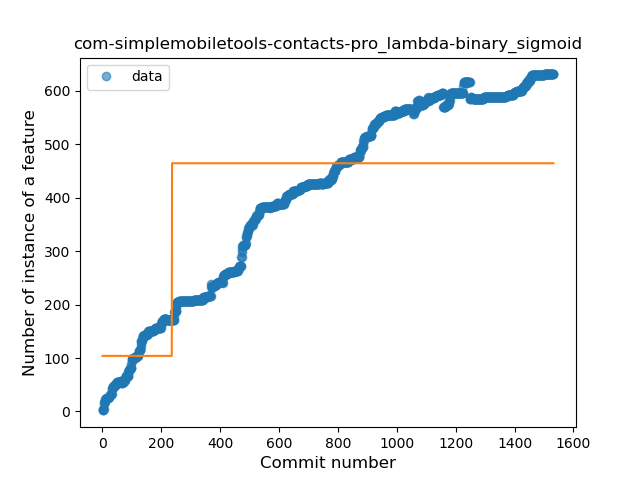 com-simplemobiletools-contacts-pro_lambda-binary_sigmoid
data
Number of instance of a feature
600
500
400
300
200
100
0
0 200 400 600 800 1000 1200 1400 1600
Commit number